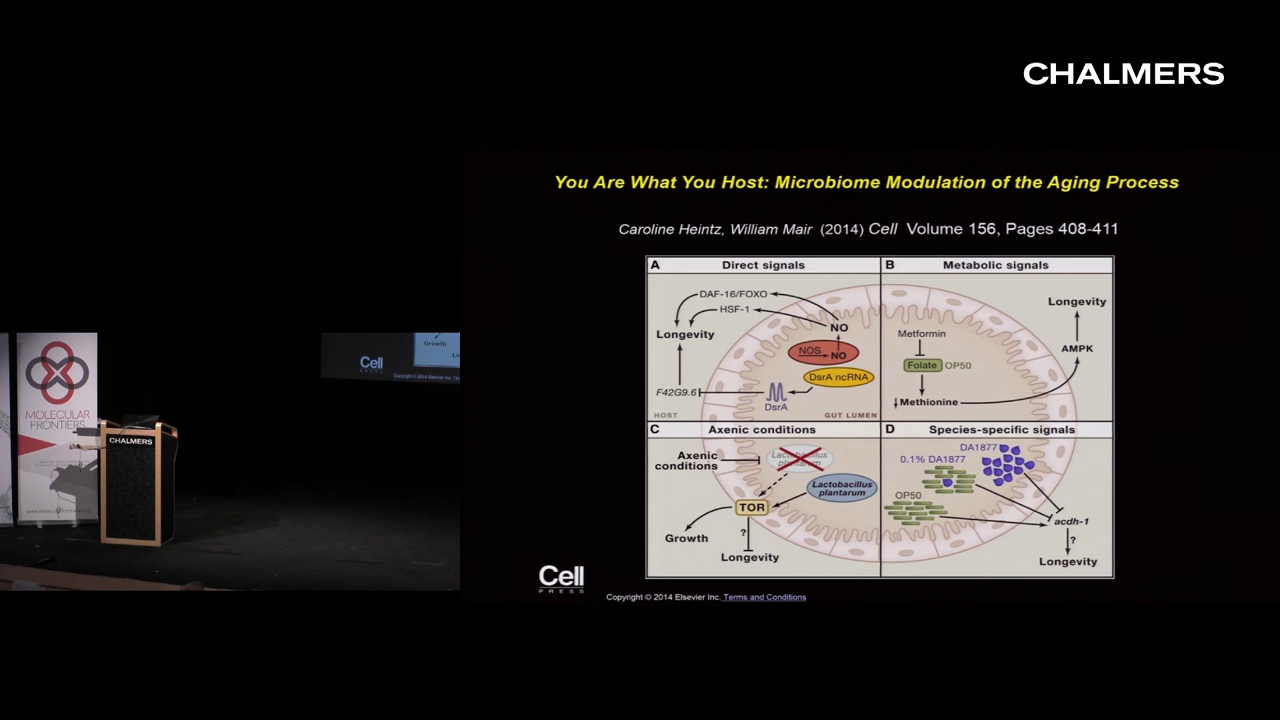 CHALMERS
You Are What You Host: Microbiome Modulation of the Aging Process
Caroline Heintz, William Mair (2014) Cell Volume 156, Pages 408-411
A Direct signals
DAF-16/FOXO
HSF-1
Longevity
NO
NOS NO
DsrA ncRNA
F42G9.6
DsrA
HOST
GUT LUMEN
B Metabolic signals
Longevity
Metformin
AMPK
Folate OP50
Methionine
C Axenic conditions
Axenic
conditions
Lactobacillus
plantarum
Lactobacillus
plantarum
TOR
Growth
?
Longevity
D Species-specific signals
DA1877
0.1% DA1877
OP50
acdh-1
?
Longevity
Cell
PRESS
Copyright © 2014 Elsevier Inc. Terms and Conditions
MOLECULAR
FRONTIERS
CHALMERS
Growth
Cell